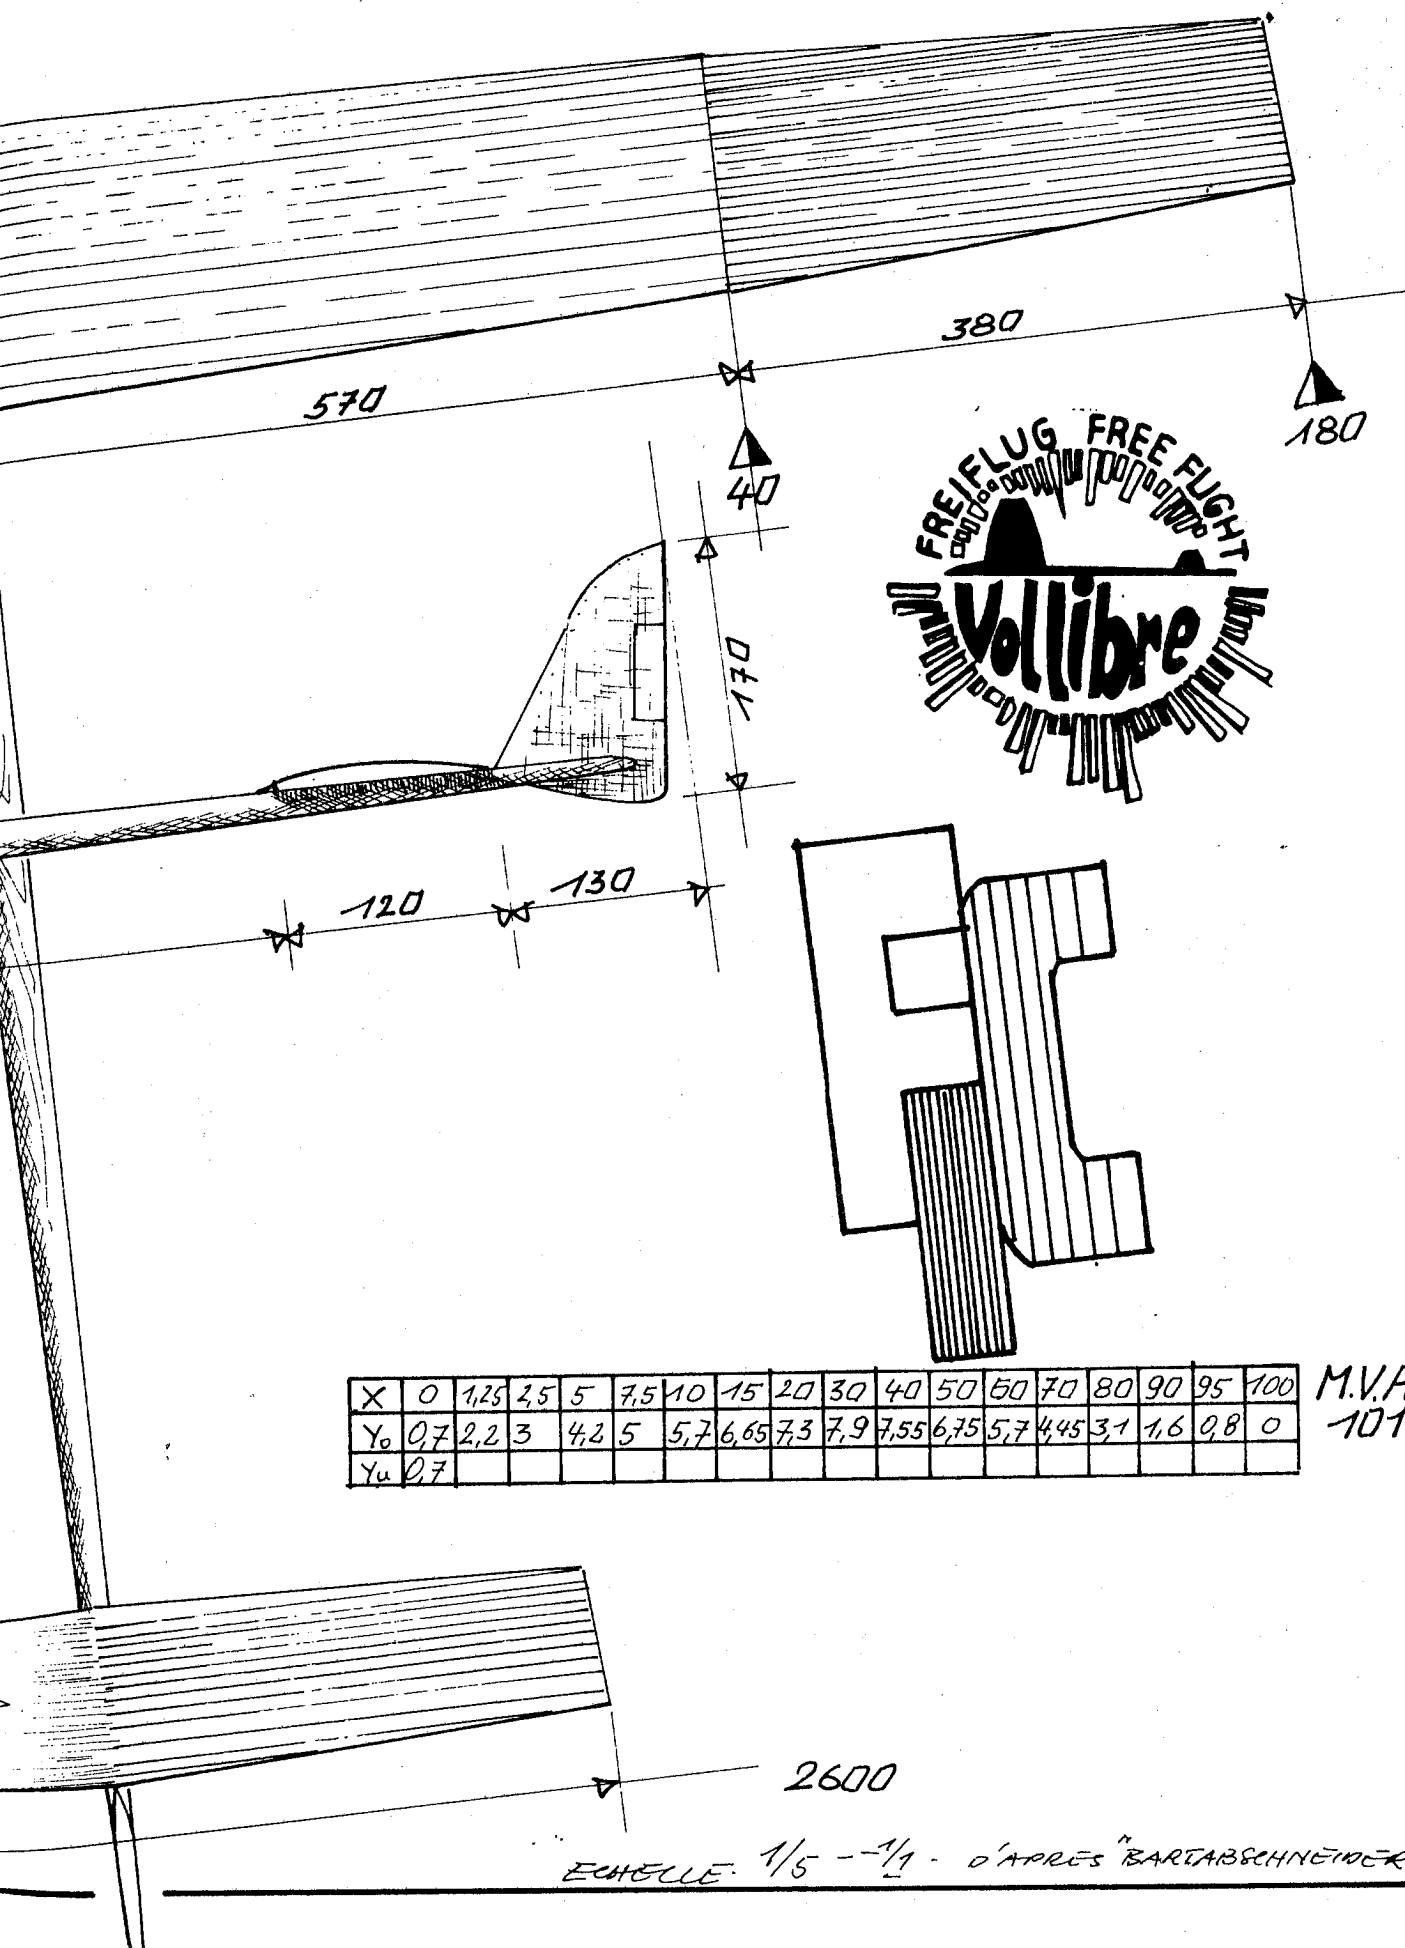 380
570
180
40
FREIFLUG FREE FLIGHT
Vollibre
170
130
120
X 0 1,25 2,5 5 7,5 10 15 20 30 40 50 60 70 80 90 95 100
Yo 0,7 2,2 3 4,2 5 5,7 6,65 7,3 7,9 7,55 6,75 5,7 4,45 3,1 1,6 0,8 0
Yu 0,7
M.V.A
101
2600
ECHELLE. 1/5 - 1/1 - D'APRES "BARTABSCHNEIDER